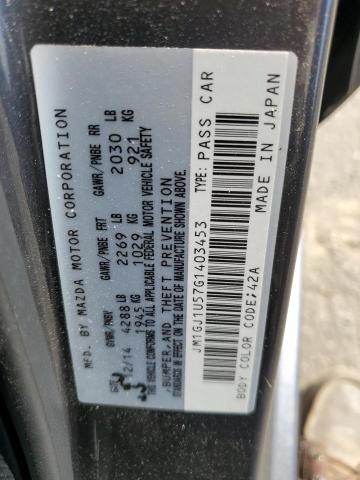 MFD. BY MAZDA MOTOR CORPORATION
GVWR/PNBV GAWR/PNBE FRT GAWR/PNBE RR
12/14 4288 LB 2269 LB 2030 LB
1945 KG 1029 KG 921 KG
THIS VEHICLE CONFORMS TO ALL APPLICABLE FEDERAL MOTOR VEHICLE SAFETY
,BUMPER,AND THEFT PREVENTION
STANDARDS IN EFFECT ON THE DATE OF MANUFACTURE SHOWN ABOVE.
JM1GJ1U57G1403453 TYPE: PASS CAR
BODY COLOR CODE;42A MADE IN JAPAN